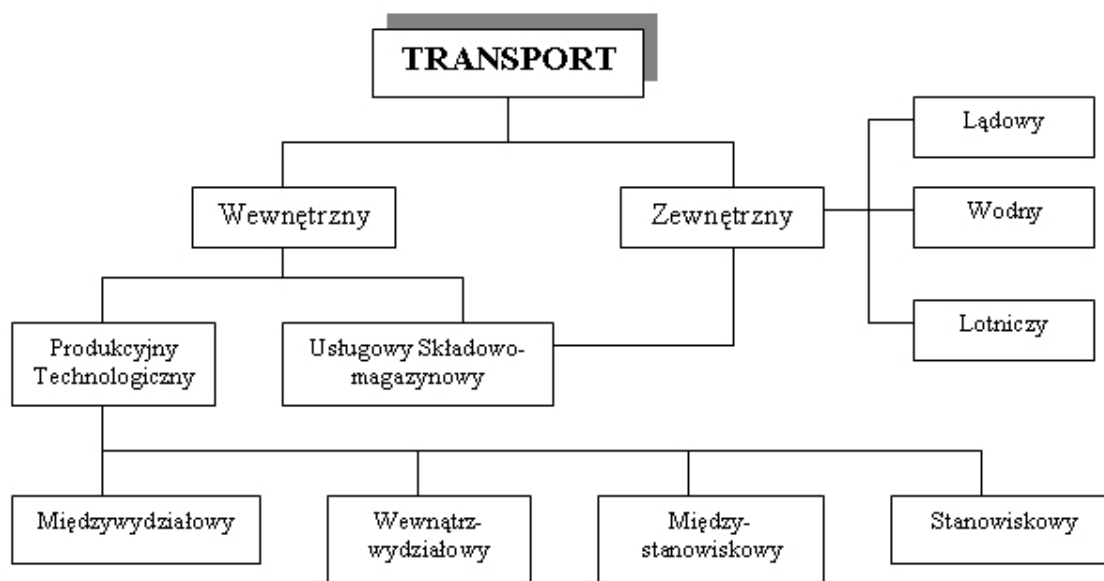 TRANSPORT
Lądowy
Wewnętrzny
Zewnętrzny
Wodny
Lotniczy
Produkcyjny
Technologiczny
Usługowy Składowo-
magazynowy
Międzywydziałowy
Wewnątrz-
wydziałowy
Między-
stanowiskowy
Stanowiskowy